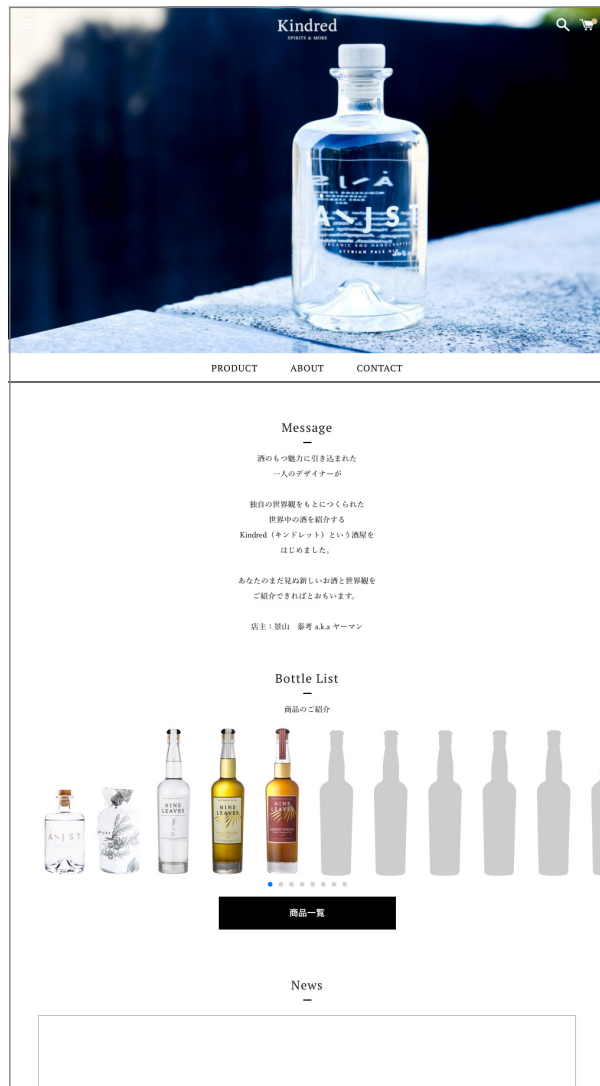 Kindred
SPIRITS & MORE
A JST
ORGANIC AND HANDCRAFTED
STYRIAN PALE GIN
PRODUCT
ABOUT
CONTACT
Message
酒のもつ魅力に引き込まれた
一人のデザイナーが
独自の世界観をもとにつくられた
世界中の酒を紹介する
Kindred（キンドレット）という酒屋を
はじめました。
あなたのまだ見ぬ新しいお酒と世界観を
ご紹介できればとおもいます。
店主：景山　泰考 a.k.a ヤーマン
Bottle List
商品のご紹介
A JST
NINE
LEAVES
NINE
LEAVES
NINE
LEAVES
商品一覧
News